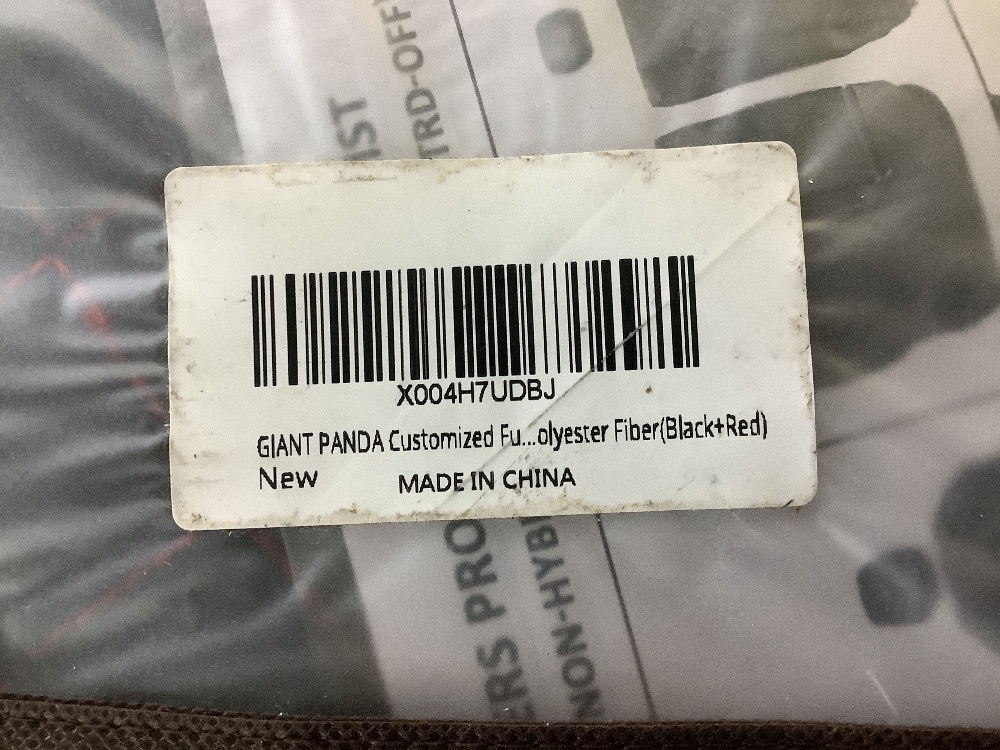 IST
TRD-OFF
X004H7UDBJ
GIANT PANDA Customized Fu...olyester Fiber(Black+Red)
New MADE IN CHINA
ERS PRO
NON-HYB